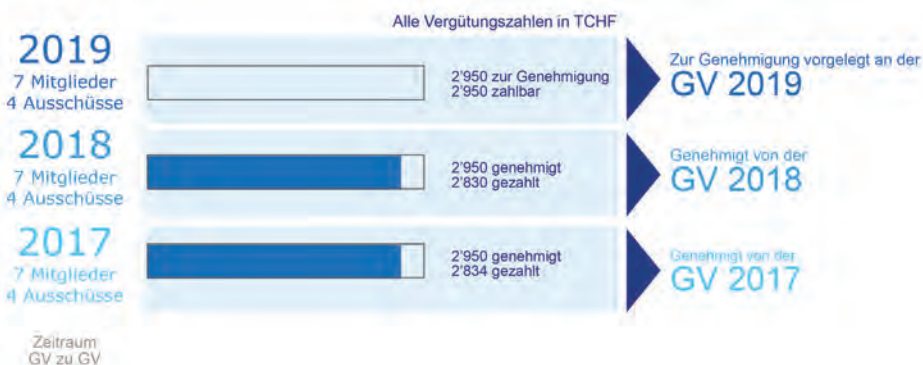 Alle Vergütungszahlen in TCHF
2019
7 Mitglieder
4 Ausschüsse
2'950 zur Genehmigung
2'950 zahlbar
Zur Genehmigung vorgelegt an der
GV 2019
2018
7 Mitglieder
4 Ausschüsse
2'950 genehmigt
2'830 gezahlt
Genehmigt von der
GV 2018
2017
7 Mitglieder
4 Ausschüsse
2'950 genehmigt
2'834 gezahlt
Genehmigt von der
GV 2017
Zeitraum
GV zu GV